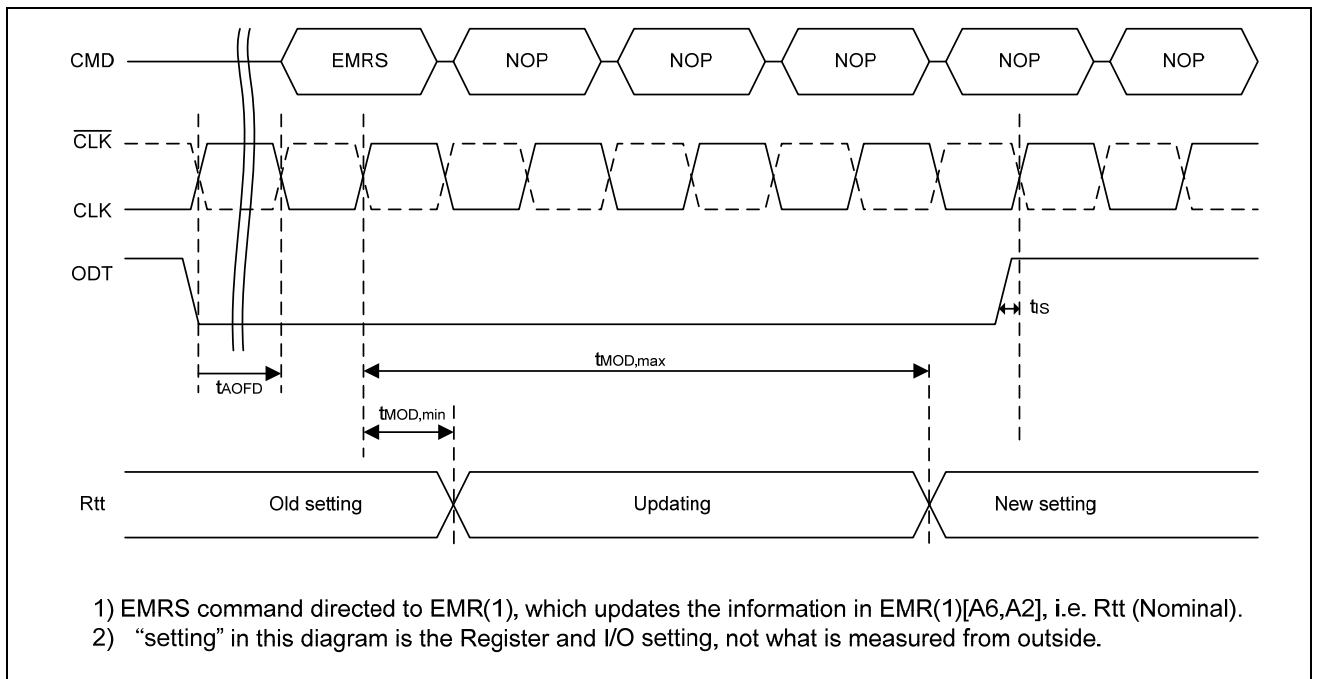 CMD EMRS NOP NOP NOP NOP NOP
CLK
CLK
ODT
tIS
tMOD,max
tAOFD
tMOD,min
Rtt Old setting Updating New setting
1) EMRS command directed to EMR(1), which updates the information in EMR(1)[A6,A2], i.e. Rtt (Nominal).
2) “setting” in this diagram is the Register and I/O setting, not what is measured from outside.